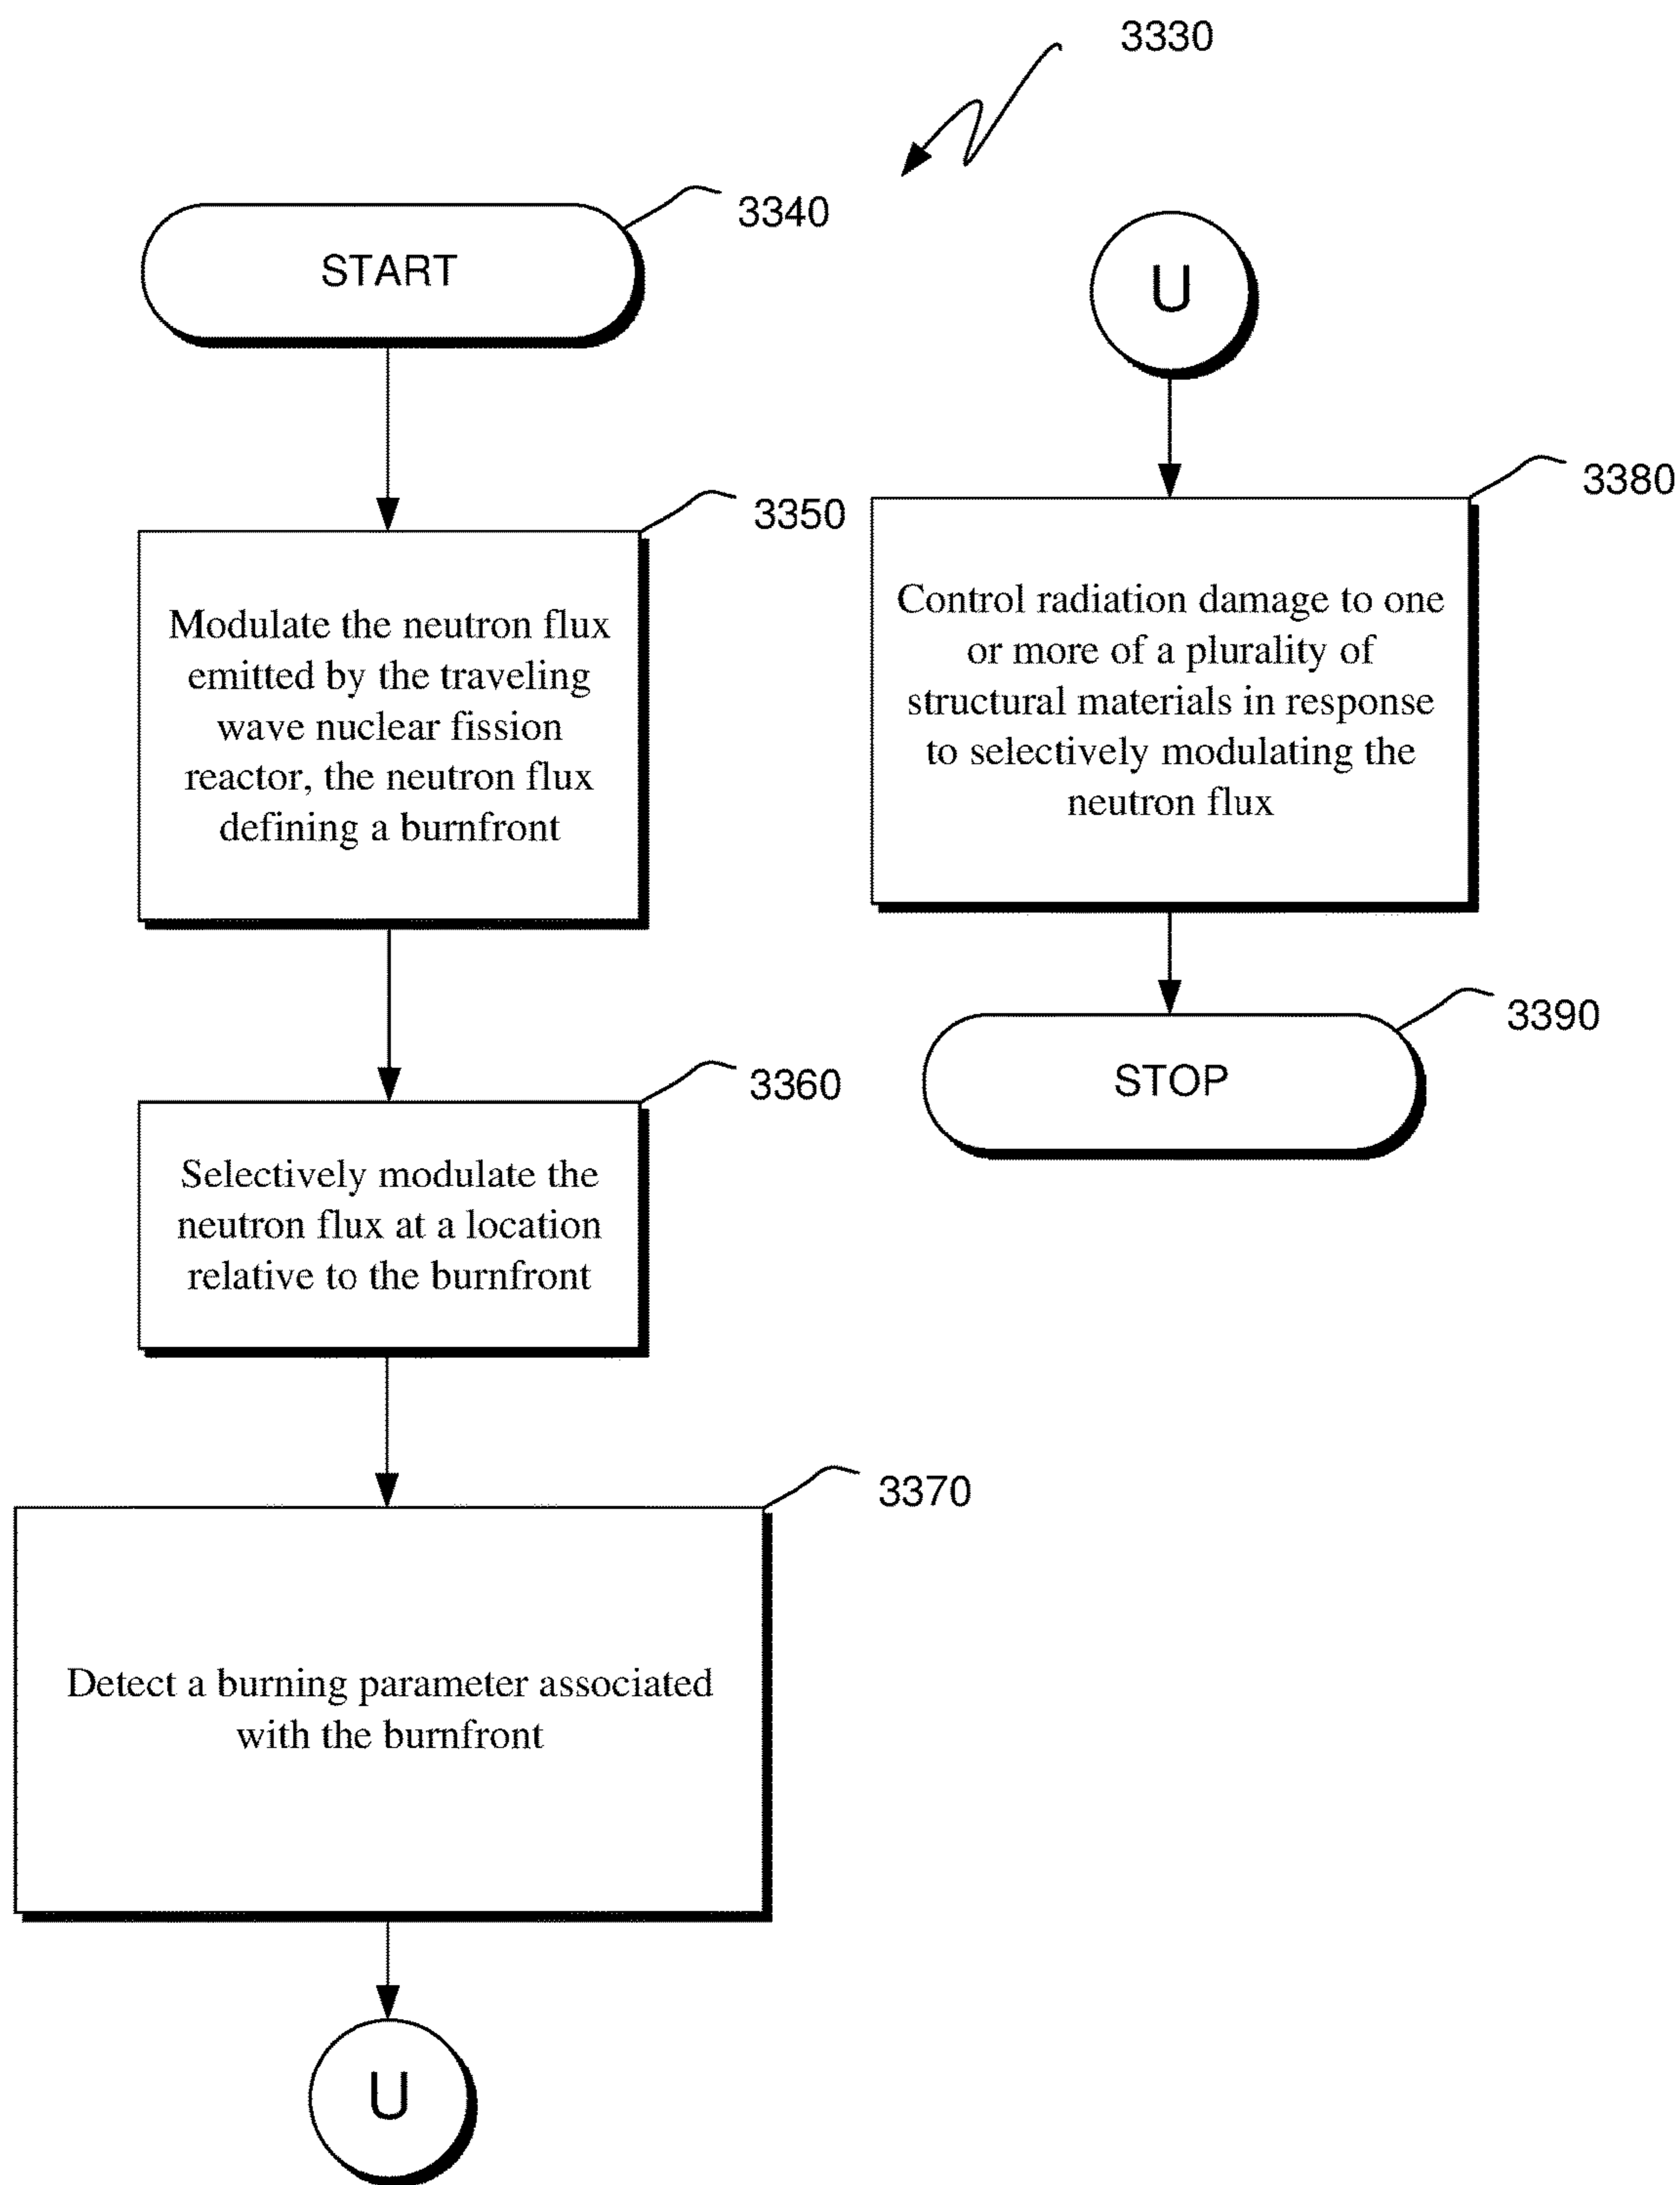 3330
3340
START
3350
Modulate the neutron flux
emitted by the traveling
wave nuclear fission
reactor, the neutron flux
defining a burnfront
3360
Selectively modulate the
neutron flux at a location
relative to the burnfront
3370
Detect a burning parameter associated
with the burnfront
U
U
3380
Control radiation damage to one
or more of a plurality of
structural materials in response
to selectively modulating the
neutron flux
3390
STOP